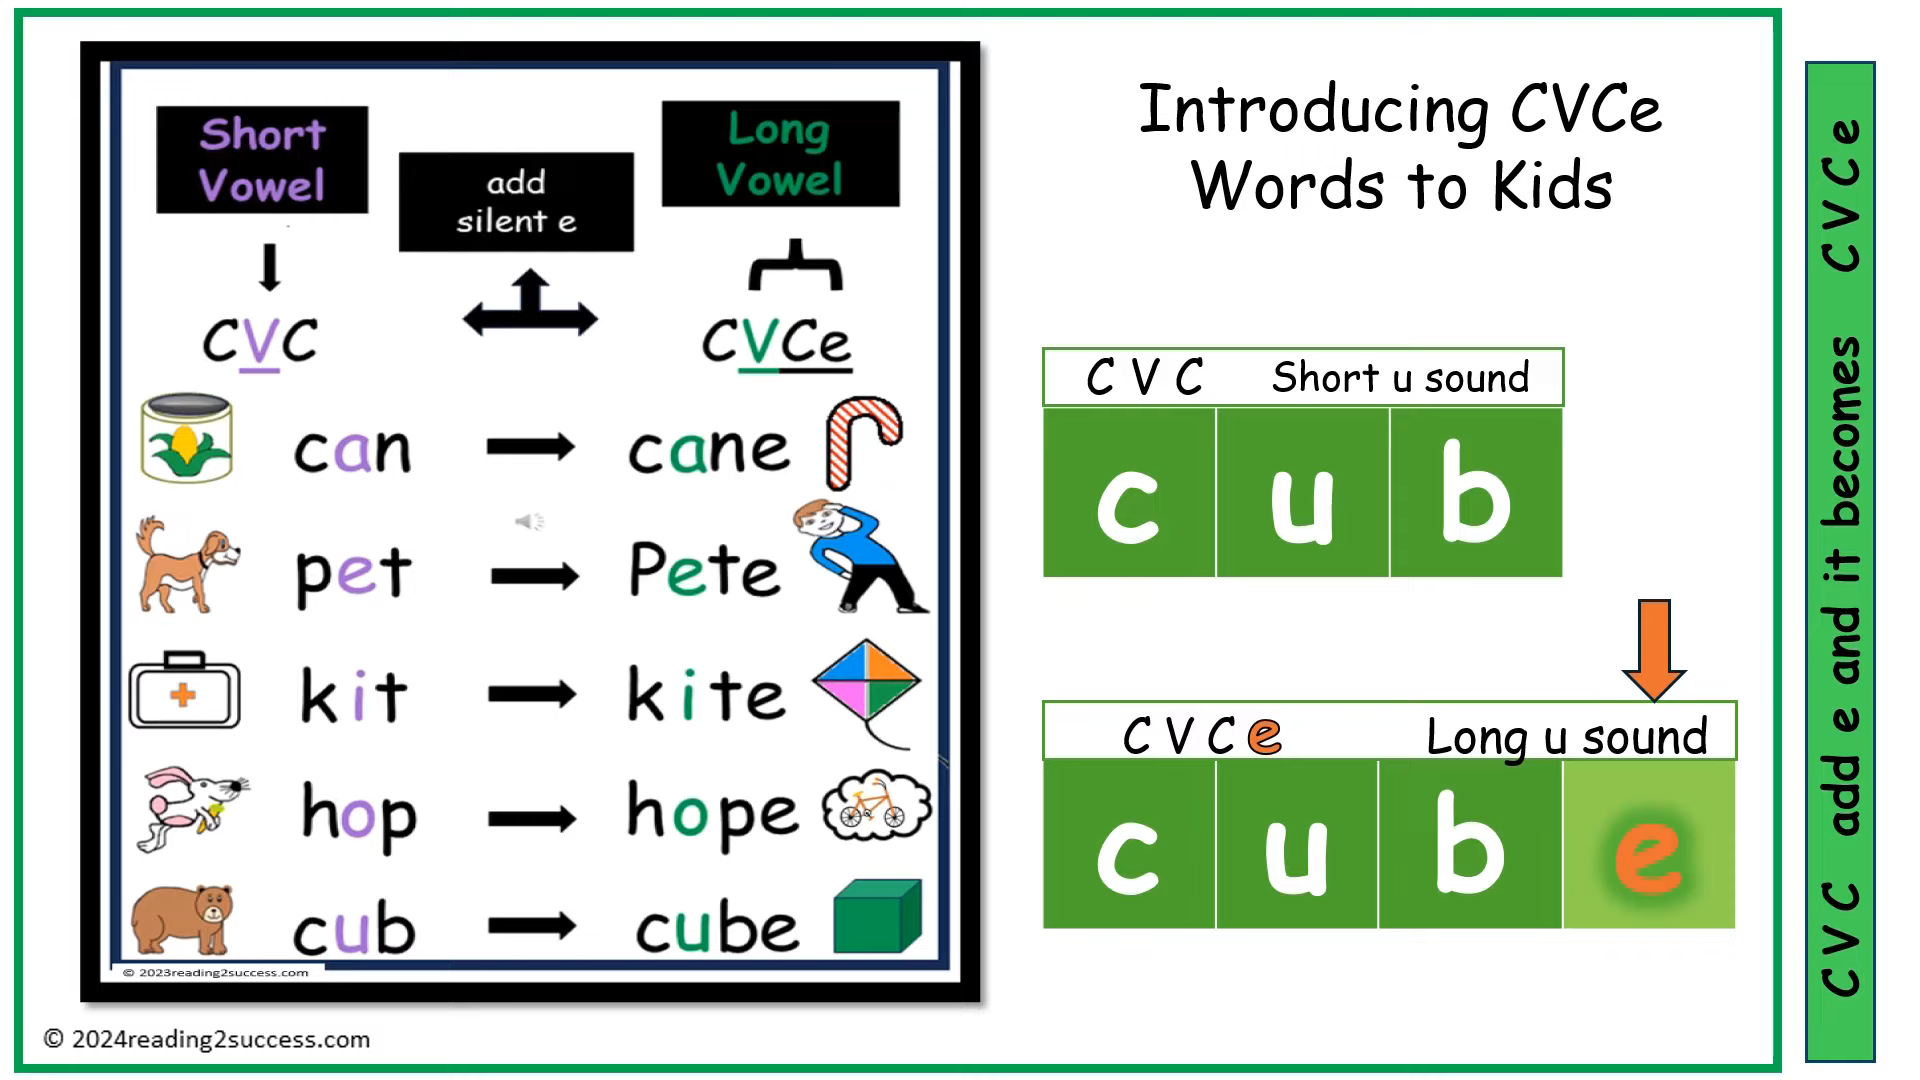 Short
Vowel
add
silent e
Long
Vowel
CVC
CVCe
can
cane
pet
Pete
kit
kite
hop
hope
cub
cube
© 2023reading2success.com
© 2024reading2success.com
Introducing CVCe
Words to Kids
C V C Short u sound
c u b
C V C e Long u sound
c u b e
C V C add e and it becomes C V C e